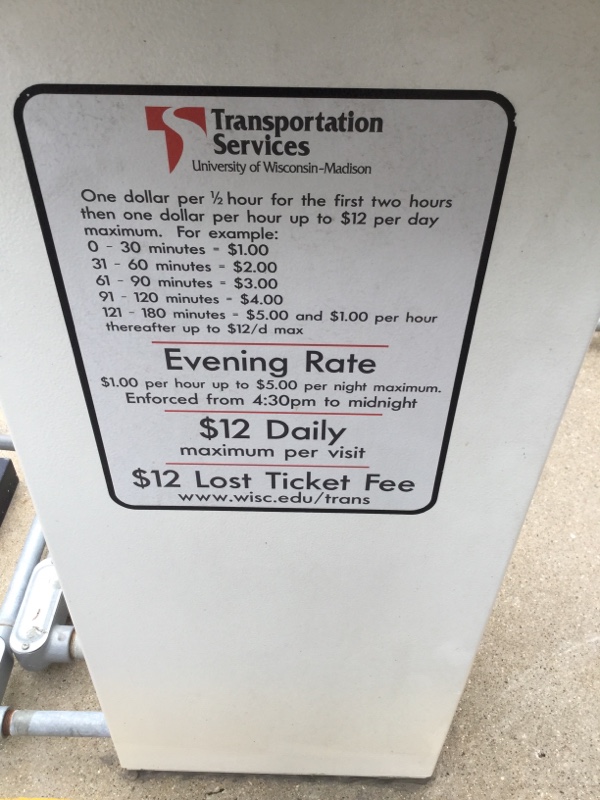 Transportation
Services
University of Wisconsin-Madison
One dollar per ½ hour for the first two hours
then one dollar per hour up to $12 per day
maximum. For example:
0 - 30 minutes - $1.00
31 - 60 minutes - $2.00
61 - 90 minutes - $3.00
91 - 120 minutes - $4.00
121 - 180 minutes - $5.00 and $1.00 per hour
thereafter up to $12/d max
Evening Rate
$1.00 per hour up to $5.00 per night maximum.
Enforced from 4:30pm to midnight
$12 Daily
maximum per visit
$12 Lost Ticket Fee
www.wisc.edu/trans